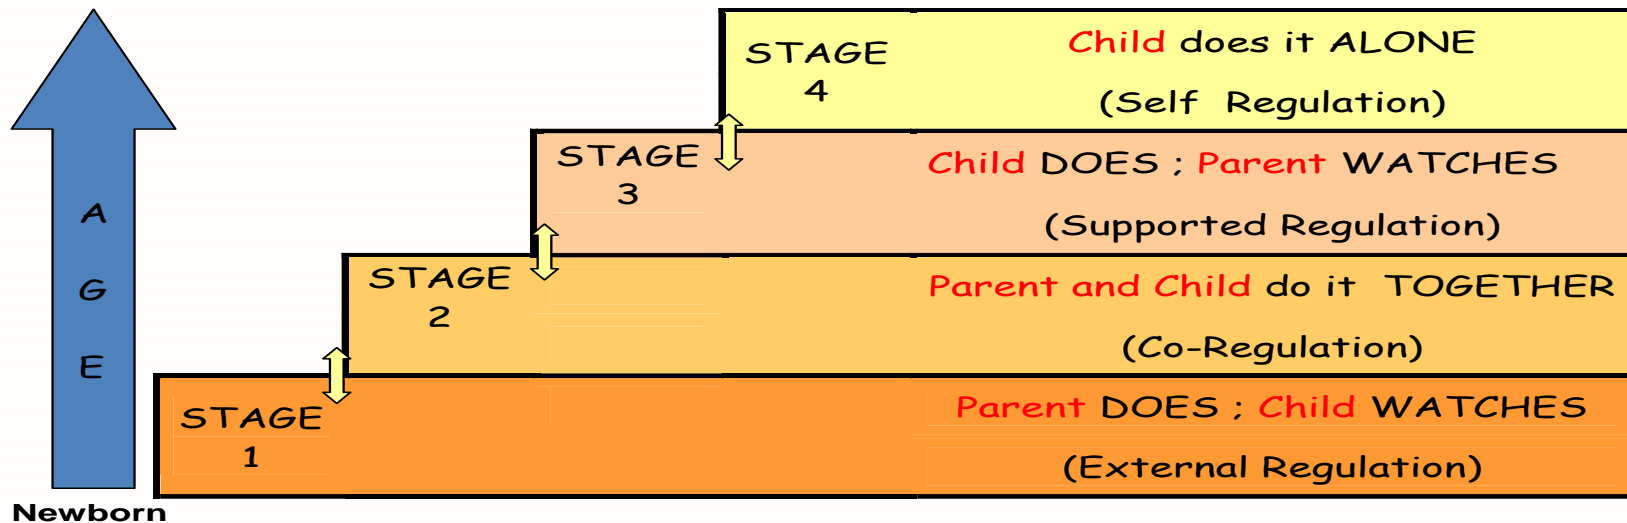 STAGE
4
Child does it ALONE
(Self Regulation)
STAGE
3
Child DOES ; Parent WATCHES
(Supported Regulation)
STAGE
2
Parent and Child do it TOGETHER
(Co-Regulation)
STAGE
1
Parent DOES ; Child WATCHES
(External Regulation)
A
G
E
Newborn